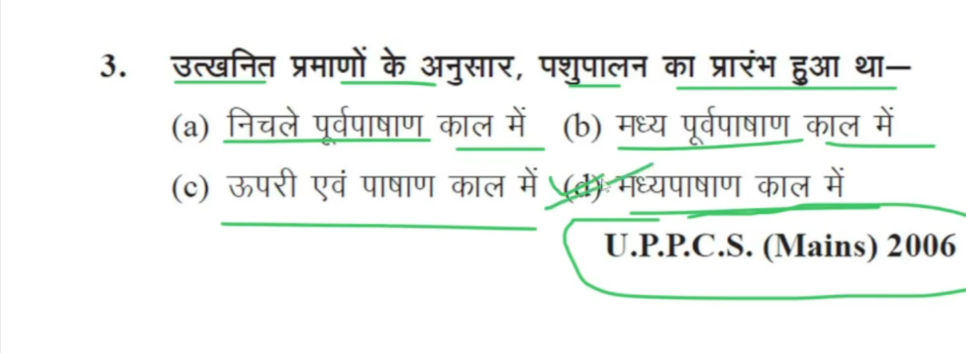 3. उत्खनित प्रमाणों के अनुसार, पशुपालन का प्रारंभ हुआ था—
(a) निचले पूर्वपाषाण काल में (b) मध्य पूर्वपाषाण काल में
(c) ऊपरी एवं पाषाण काल में (d) मध्यपाषाण काल में
U.P.P.C.S. (Mains) 2006